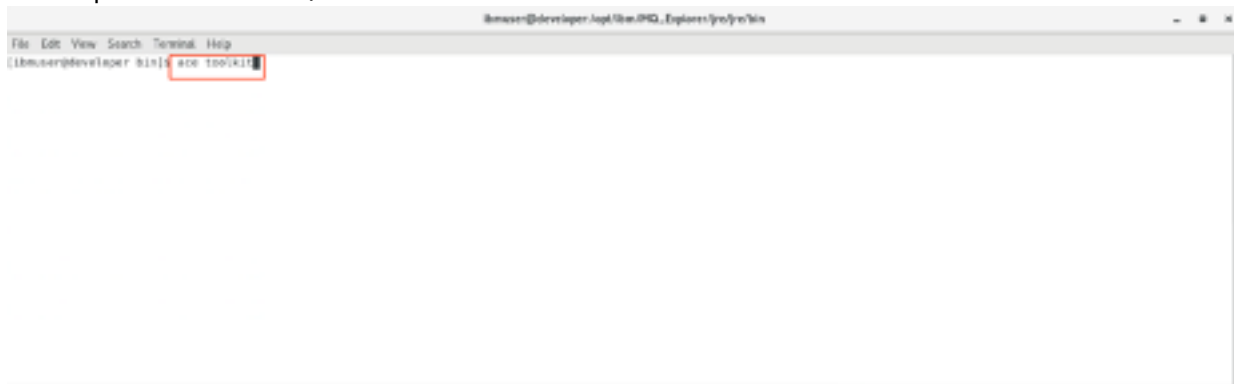 ibmuser@developer:/opt/ibm/MQ_Explorer/jre/jre/bin
File Edit View Search Terminal Help
[ibmuser@developer bin]$ ace toolkit